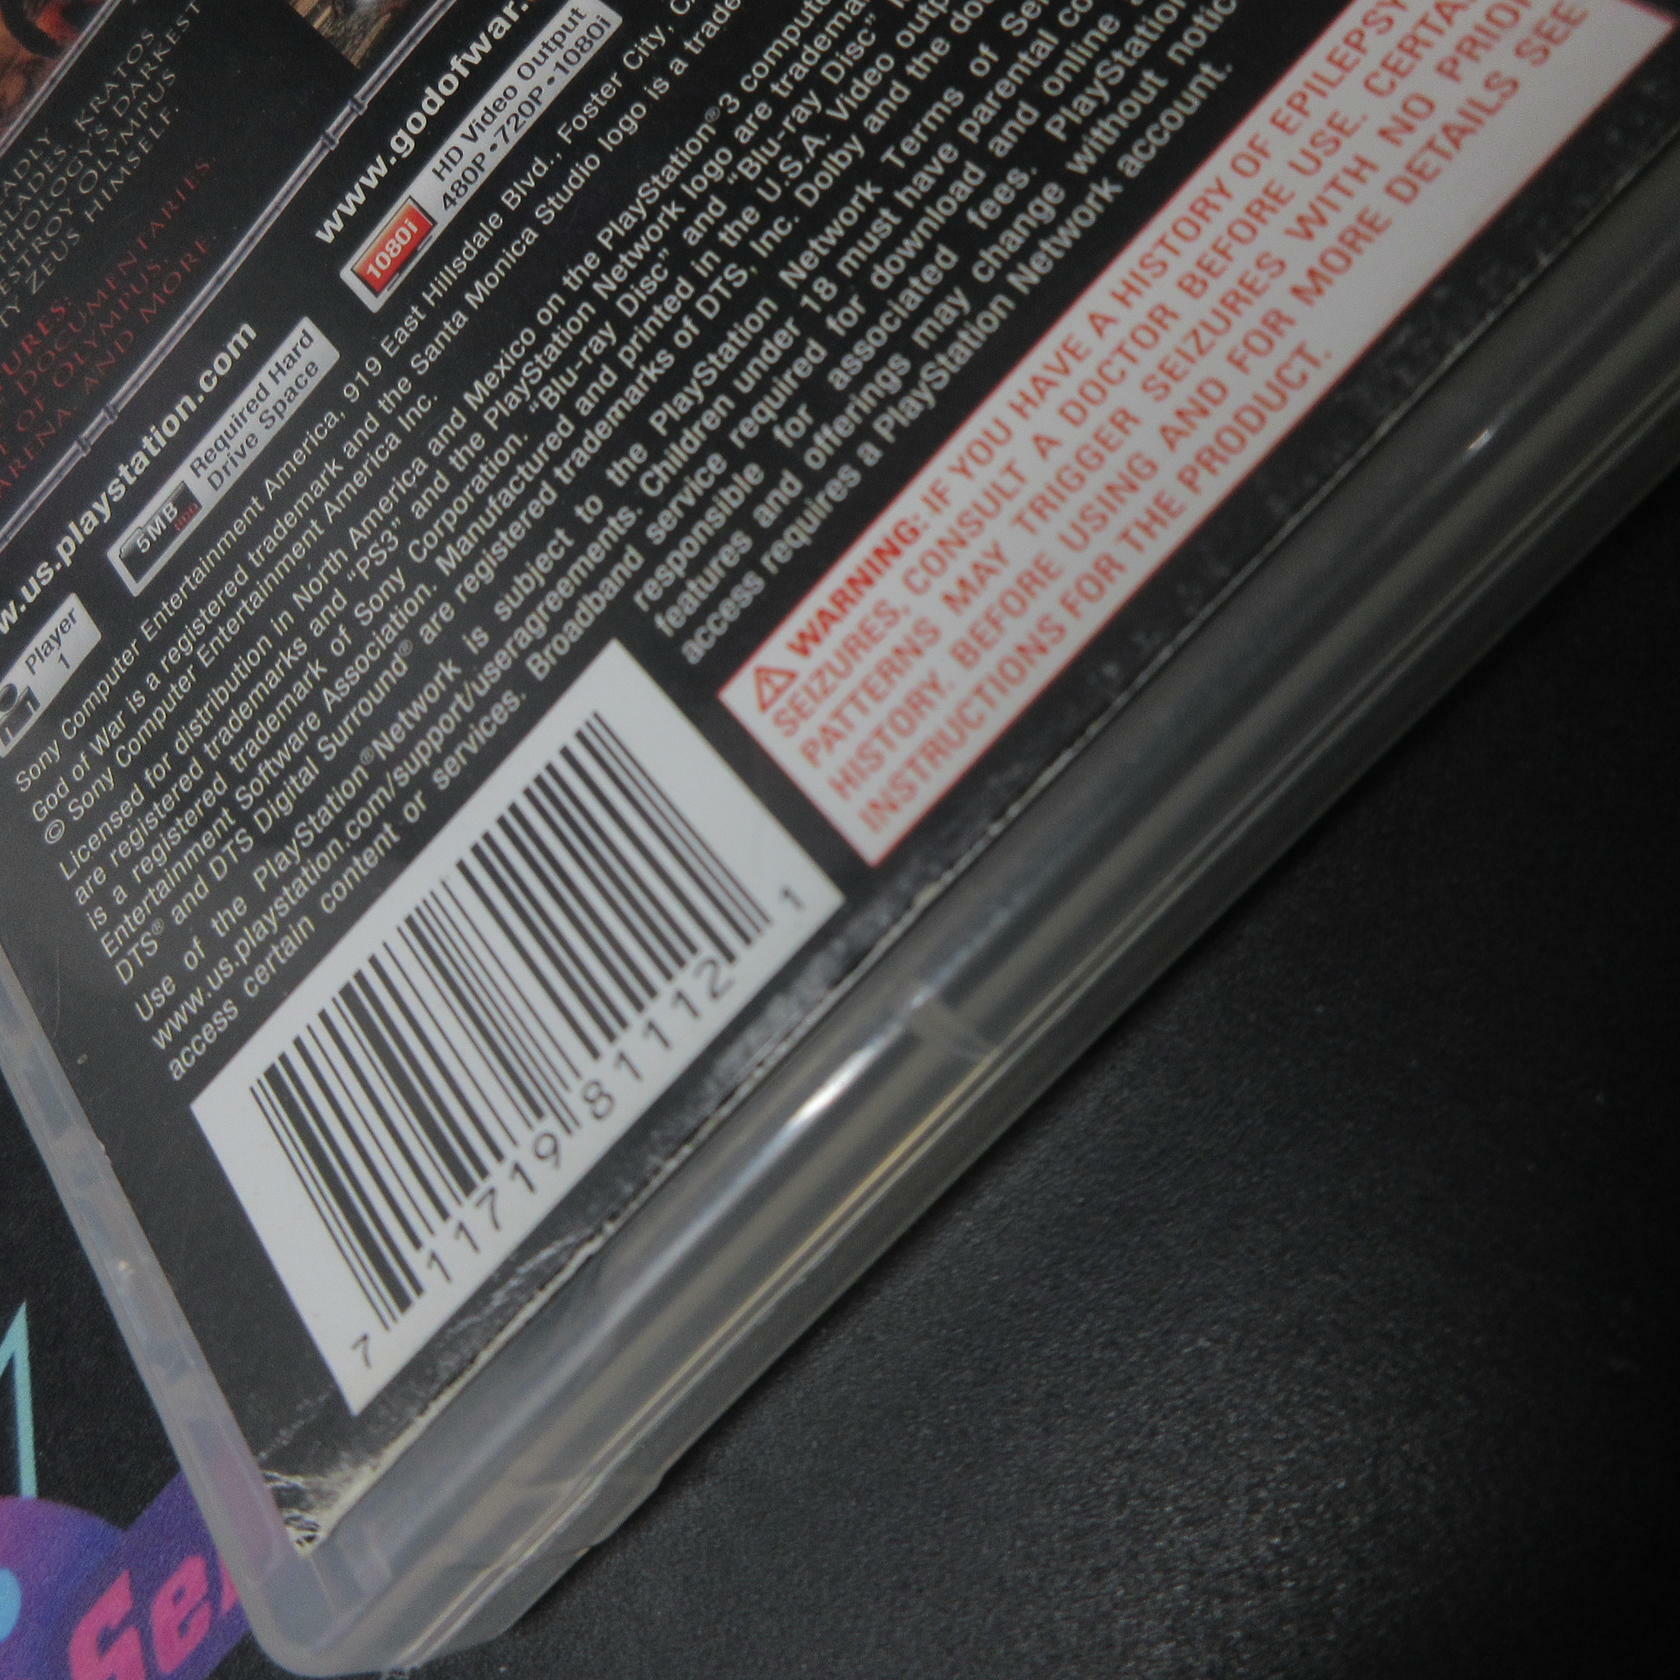 ADLY
BLADES, KRATOS
THOLOGY'S DARKEST
ESTROY OLYMPUS
TY ZEUS HIMSELF.
URES:
DOCUMENTARIES.
OF OLYMPUS,
ARENA, AND MORE.
www.godofwar.
w.us.playstation.com
Player
1
5MB
Required Hard
Drive Space
1080i
HD Video Output
480P•720P•1080i
Sony Computer Entertainment America, 919 East Hillsdale Blvd., Foster City,
God of War is a registered trademark and the Santa Monica Studio logo is a trade
© Sony Computer Entertainment America Inc.
Licensed for distribution in North America and Mexico on the PlayStation®3 compute
are registered trademarks and "PS3" and the PlayStation Network logo are tradema
is a registered trademark of Sony Corporation. "Blu-ray Disc" and "Blu-ray Disc"
Entertainment Software Association. Manufactured and printed in the U.S.A. Video outp
DTS® and DTS Digital Surround® are registered trademarks of DTS, Inc. Dolby and the do
Use of the PlayStation®Network is subject to the PlayStation Network Terms of Ser
www.us.playstation.com/support/useragreements. Children under 18 must have parental co
access certain content or services. Broadband service required for download and online
responsible for associated fees. PlayStation
features and offerings may change without notic
access requires a PlayStation Network account.
⚠ WARNING: IF YOU HAVE A HISTORY OF EPILEPSY
SEIZURES, CONSULT A DOCTOR BEFORE USE. CERTA
PATTERNS MAY TRIGGER SEIZURES WITH NO PRIOR
HISTORY. BEFORE USING AND FOR MORE DETAILS SEE
INSTRUCTIONS FOR THE PRODUCT.
7 11719 81112 1
Se